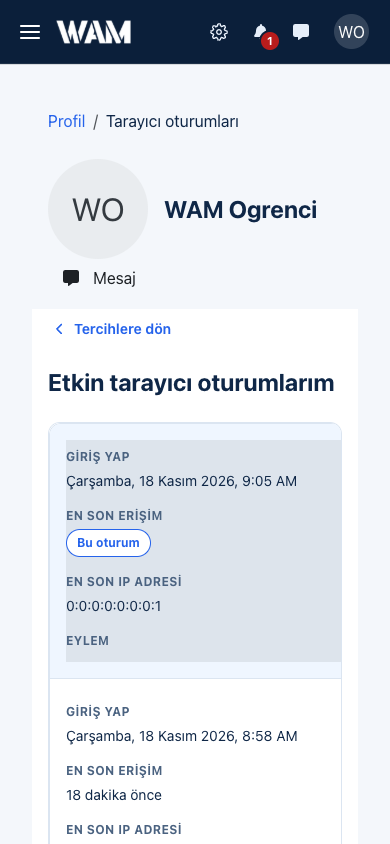 WAM
1
WO
Profil / Tarayıcı oturumları
WO
WAM Ogrenci
Mesaj
Tercihlere dön
Etkin tarayıcı oturumlarım
GİRİŞ YAP
Çarşamba, 18 Kasım 2026, 9:05 AM
EN SON ERİŞİM
Bu oturum
EN SON IP ADRESİ
0:0:0:0:0:0:0:1
EYLEM
GİRİŞ YAP
Çarşamba, 18 Kasım 2026, 8:58 AM
EN SON ERİŞİM
18 dakika önce
EN SON IP ADRESİ